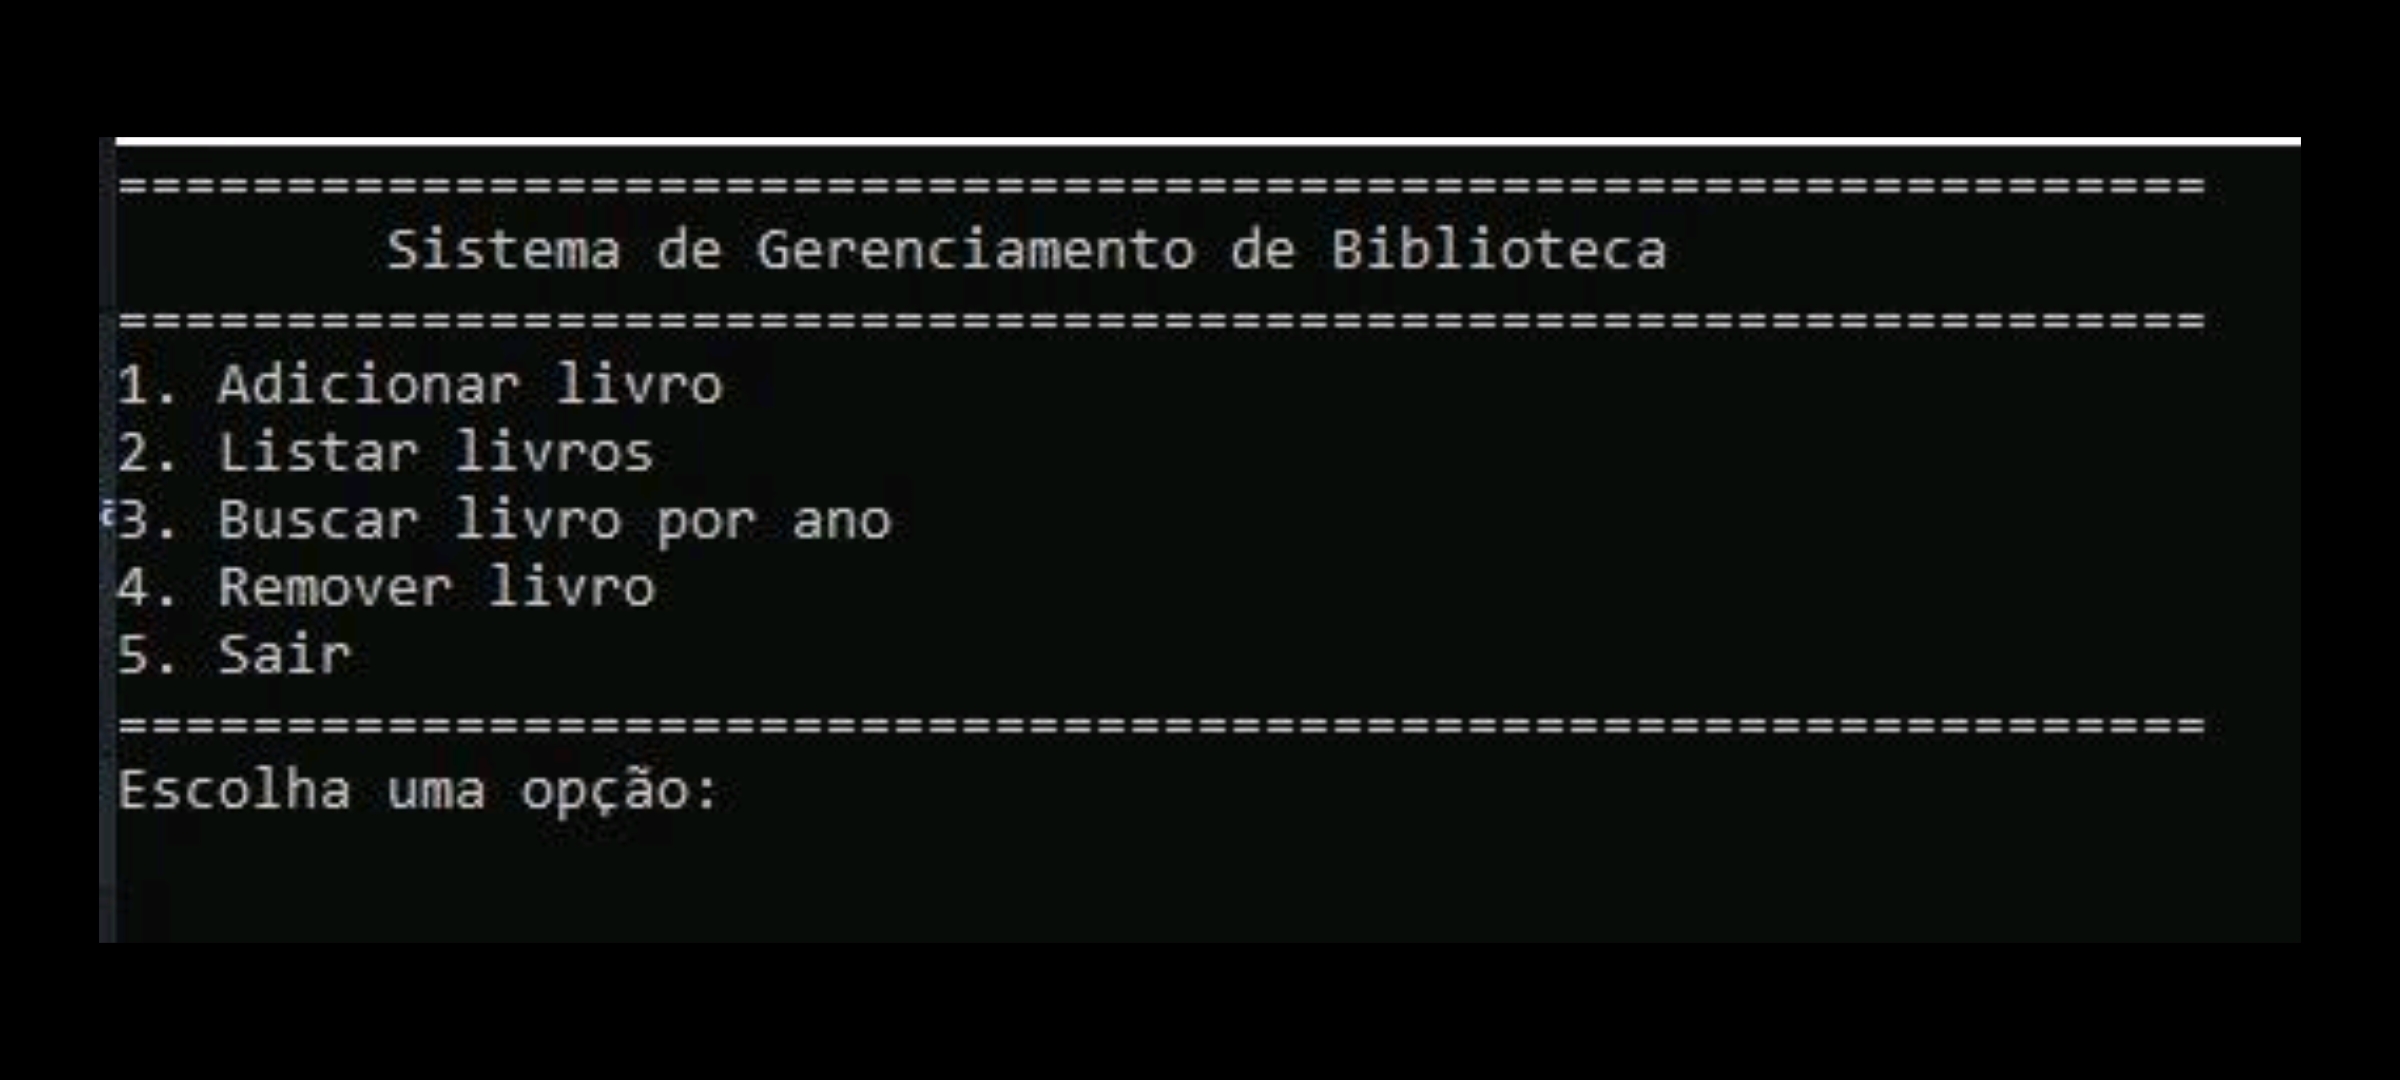 =================================================================
Sistema de Gerenciamento de Biblioteca
=================================================================
1. Adicionar livro
2. Listar livros
3. Buscar livro por ano
4. Remover livro
5. Sair
=================================================================
Escolha uma opção: